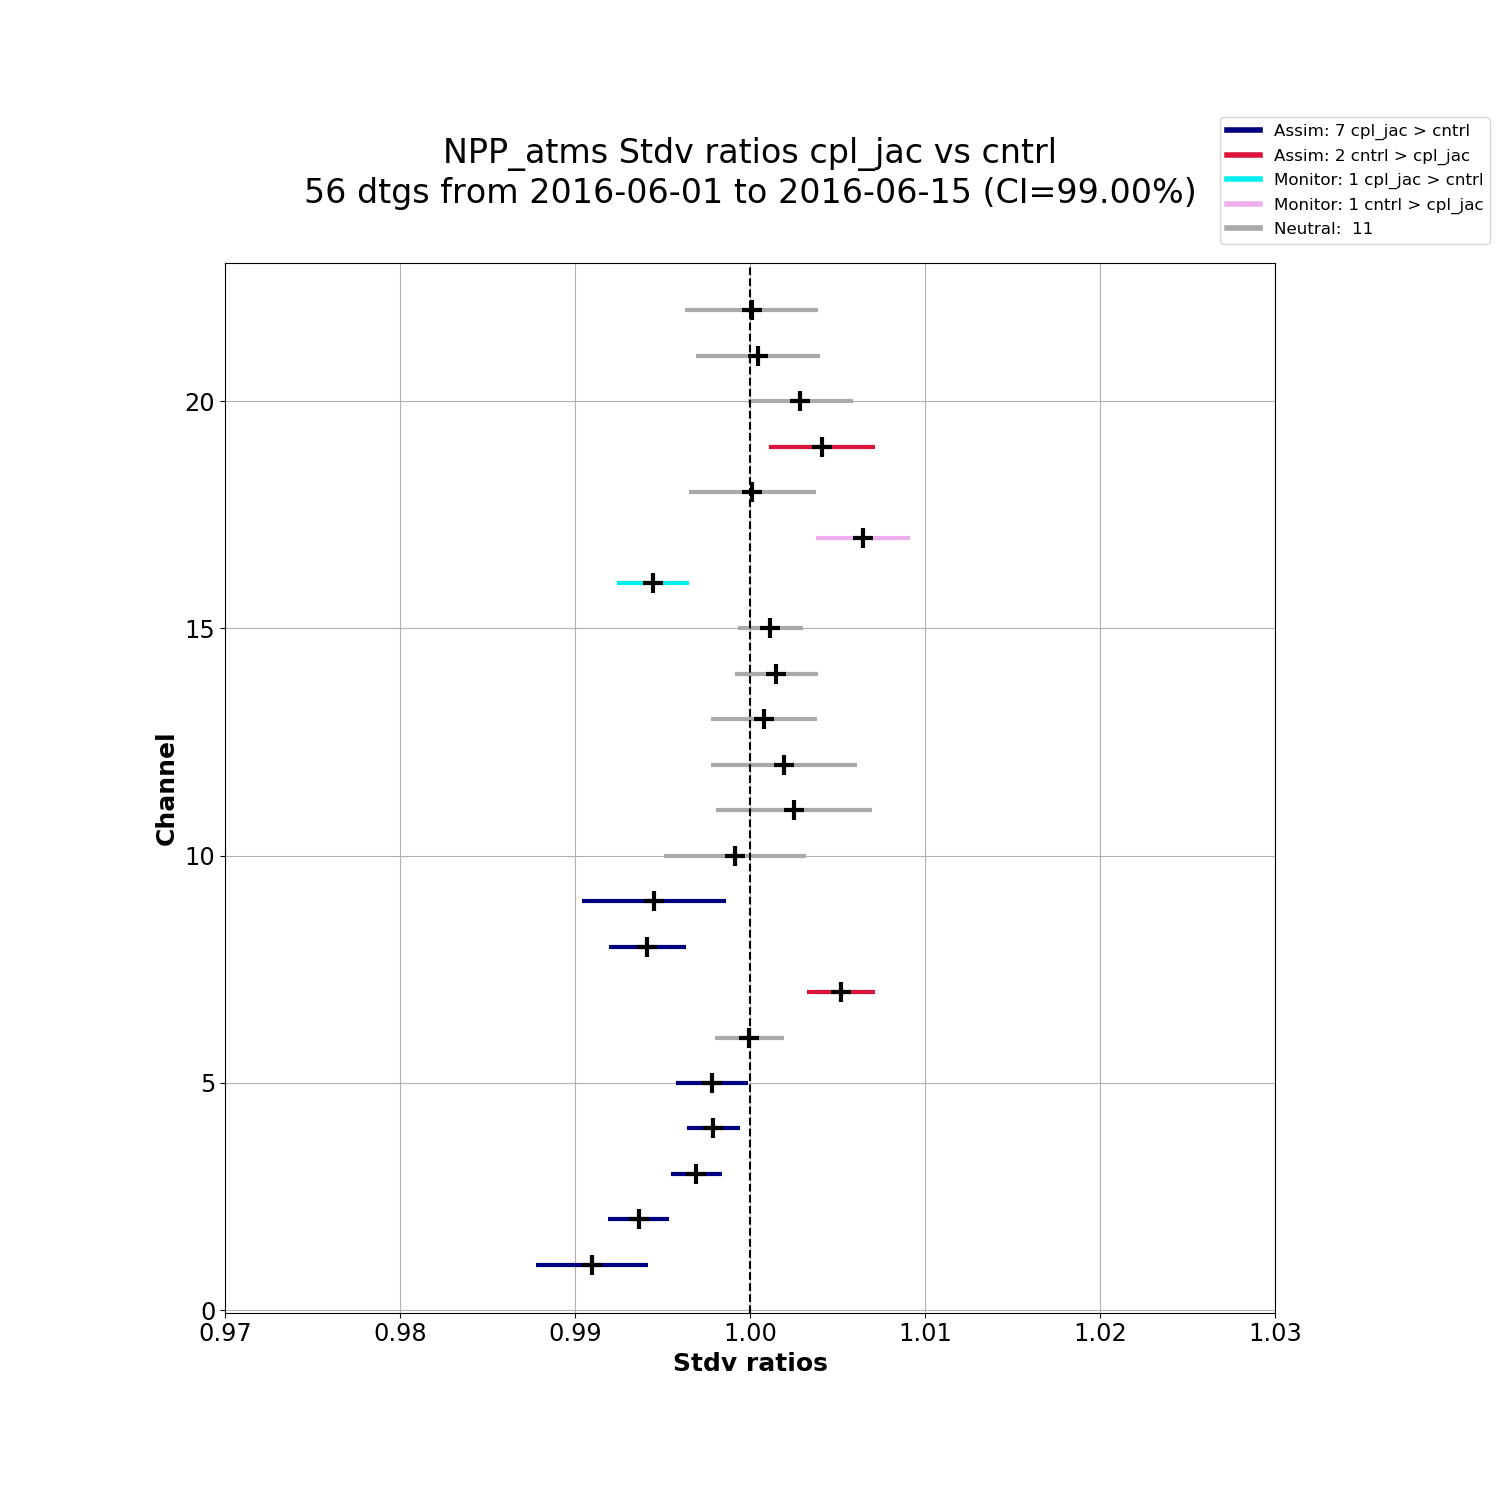 NPP_atms Stdv ratios cpl_jac vs cntrl
56 dtgs from 2016-06-01 to 2016-06-15 (CI=99.00%)
Assim: 7 cpl_jac > cntrl
Assim: 2 cntrl > cpl_jac
Monitor: 1 cpl_jac > cntrl
Monitor: 1 cntrl > cpl_jac
Neutral:  11
20
15
10
5
0
Channel
0.97 0.98 0.99 1.00 1.01 1.02 1.03
Stdv ratios